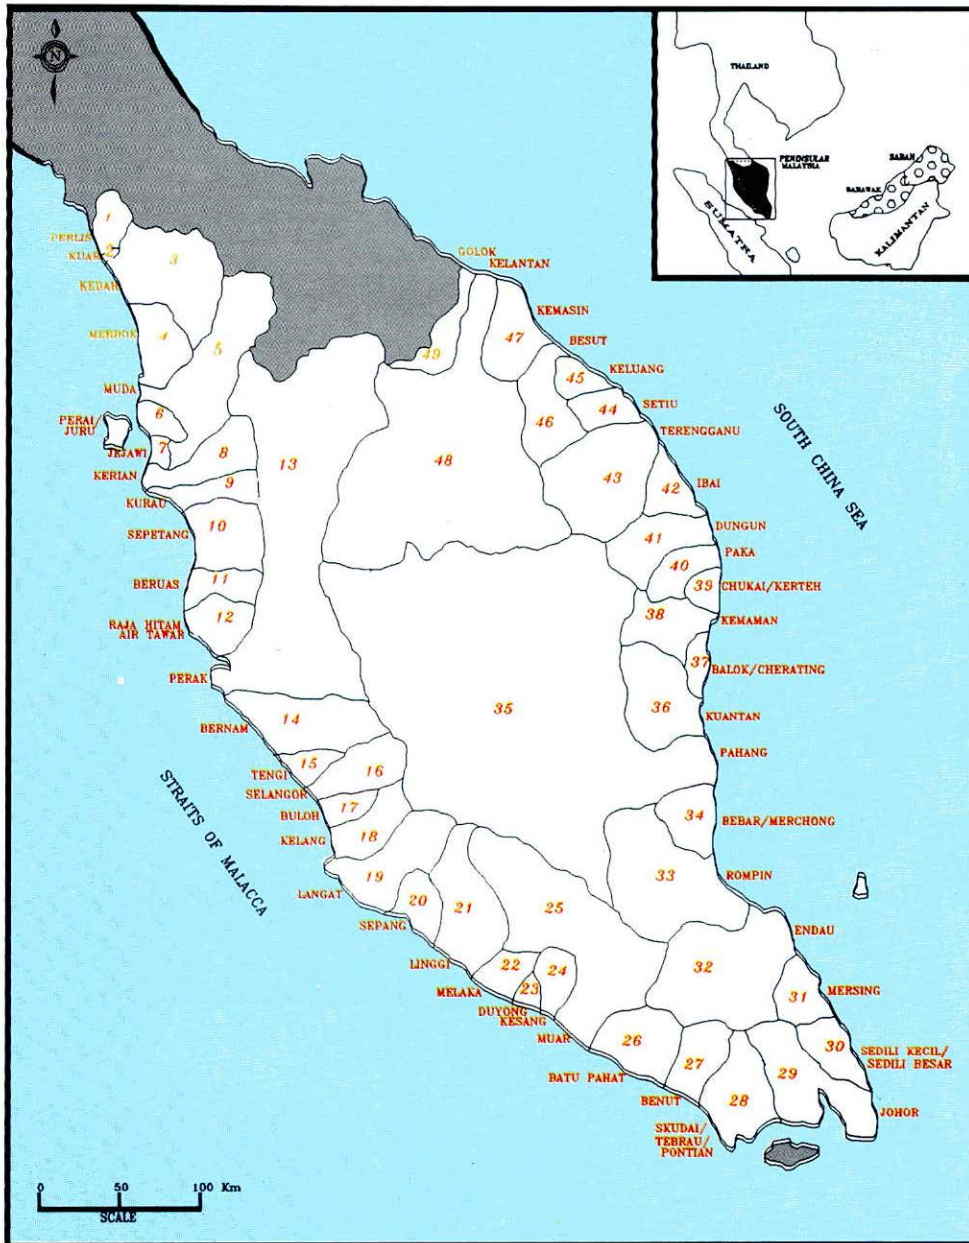 N
THAILAND
PENINSULAR
MALAYSIA
SABAH
SARAWAK
SUMATRA
KALIMANTAN
PERLIS
KUAR
KEDAH
MERBOK
MUDA
PERAI/
JURU
JEJAWI
KERIAN
KURAU
SEPETANG
BERUAS
RAJA HITAM
AIR TAWAR
PERAK
BERNAM
TENGI
SELANGOR
BULOH
KELANG
LANGAT
SEPANG
LINGGI
MELAKA
DUYONG
KESANG
MUAR
BATU PAHAT
BENUT
SKUDAI/
TEBRAU/
PONTIAN
GOLOK
KELANTAN
KEMASIN
BESUT
KELUANG
SETIU
TERENGGANU
IBAI
DUNGUN
PAKA
CHUKAI/KERTEH
KEMAMAN
BALOK/CHERATING
KUANTAN
PAHANG
BEBAR/MERCHONG
ROMPIN
ENDAU
MERSING
SEDILI KECIL/
SEDILI BESAR
JOHOR
SOUTH CHINA SEA
STRAITS OF MALACCA
1
2
3
4
5
6
7
8
9
10
11
12
13
14
15
16
17
18
19
20
21
22
23
24
25
26
27
28
29
30
31
32
33
34
35
36
37
38
39
40
41
42
43
44
45
46
47
48
49
0 50 100 Km
SCALE